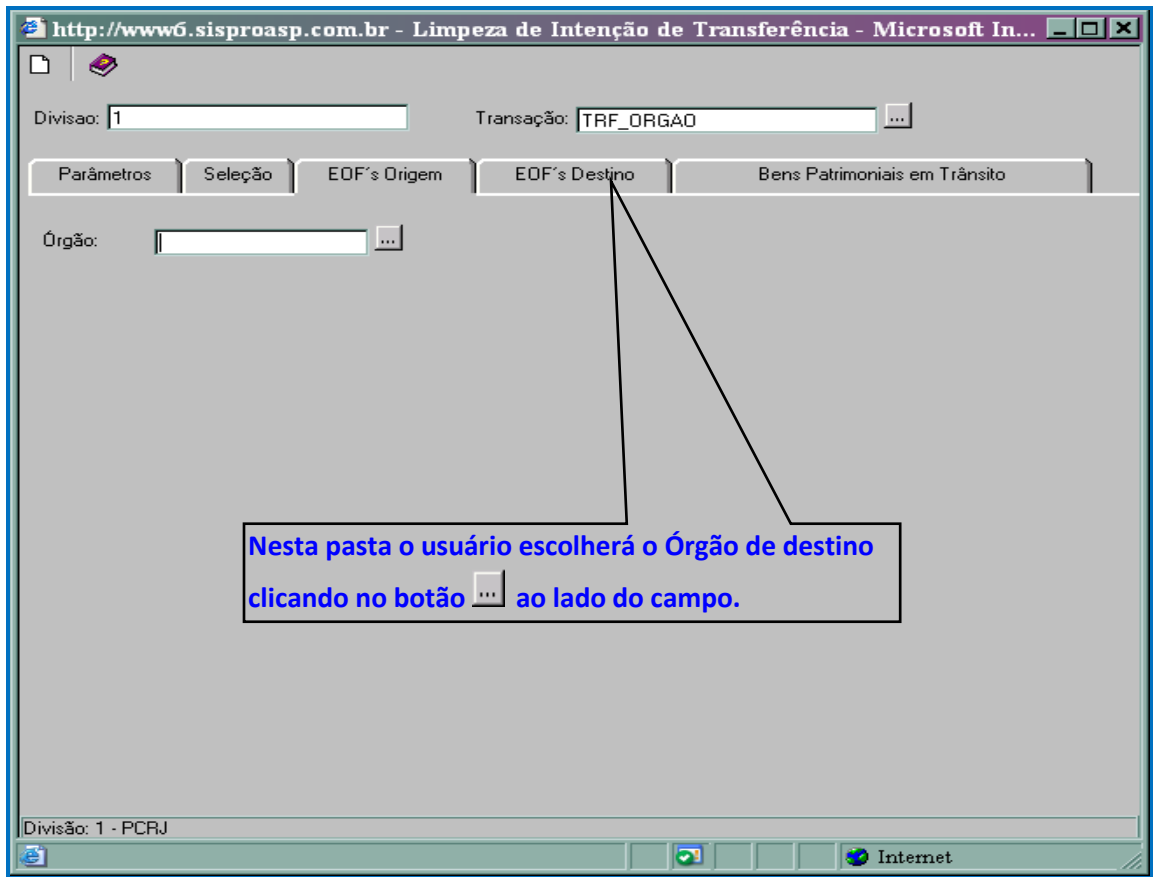 http://www6.sisproasp.com.br - Limpeza de Intenção de Transferência - Microsoft In...
Divisao: 1 Transação: TRF_ORGAO ...
Parâmetros Seleção EOF´s Origem EOF´s Destino Bens Patrimoniais em Trânsito
Órgão: ...
Nesta pasta o usuário escolherá o Órgão de destino
clicando no botão ... ao lado do campo.
Divisão: 1 - PCRJ
Internet